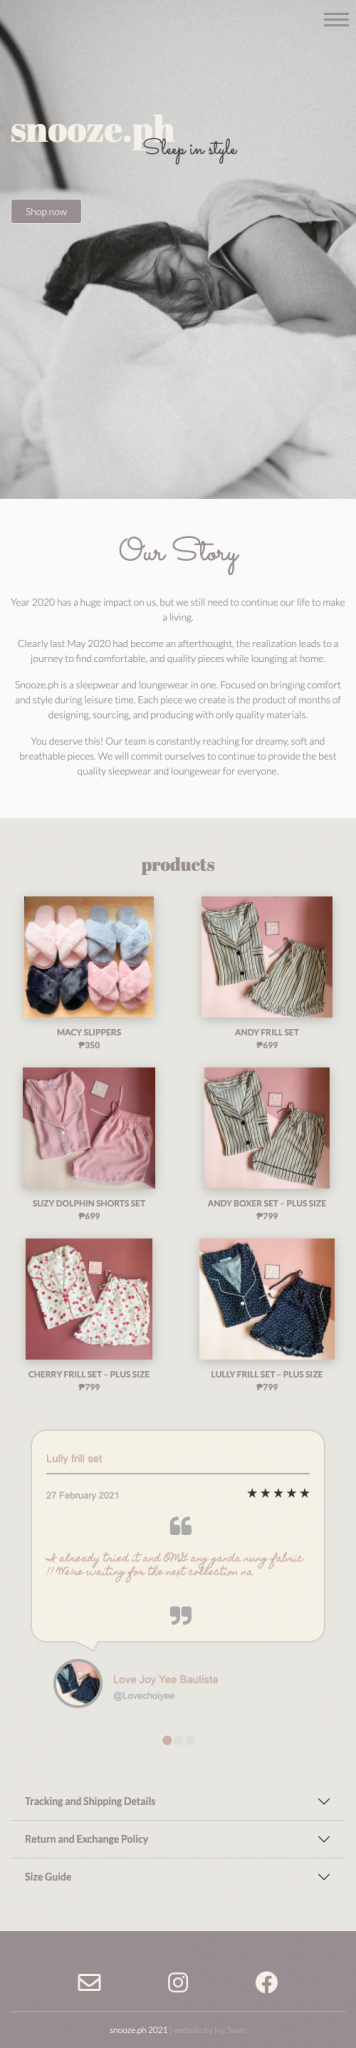 snooze.ph
Sleep in style
Shop now
Our Story
Year 2020 has a huge impact on us, but we still need to continue our life to make
a living.
Clearly last May 2020 had become an afterthought, the realization leads to a
journey to find comfortable, and quality pieces while lounging at home.
Snooze.ph is a sleepwear and loungewear in one. Focused on bringing comfort
and style during leisure time. Each piece we create is the product of months of
designing, sourcing, and producing with only quality materials.
You deserve this! Our team is constantly reaching for dreamy, soft and
breathable pieces. We will commit ourselves to continue to provide the best
quality sleepwear and loungewear for everyone.
products
MACY SLIPPERS
₱350
ANDY FRILL SET
₱699
SUZY DOLPHIN SHORTS SET
₱699
ANDY BOXER SET – PLUS SIZE
₱799
CHERRY FRILL SET – PLUS SIZE
₱799
LULLY FRILL SET – PLUS SIZE
₱799
Lully frill set
27 February 2021
★★★★★
❝
I already tried it and OMG ang ganda nung fabric
!! We're waiting for the next collection na
❞
Love Joy Yee Bautista
@Lovechoiyee
Tracking and Shipping Details
Return and Exchange Policy
Size Guide
snooze.ph 2021 | website by Ivy Swan